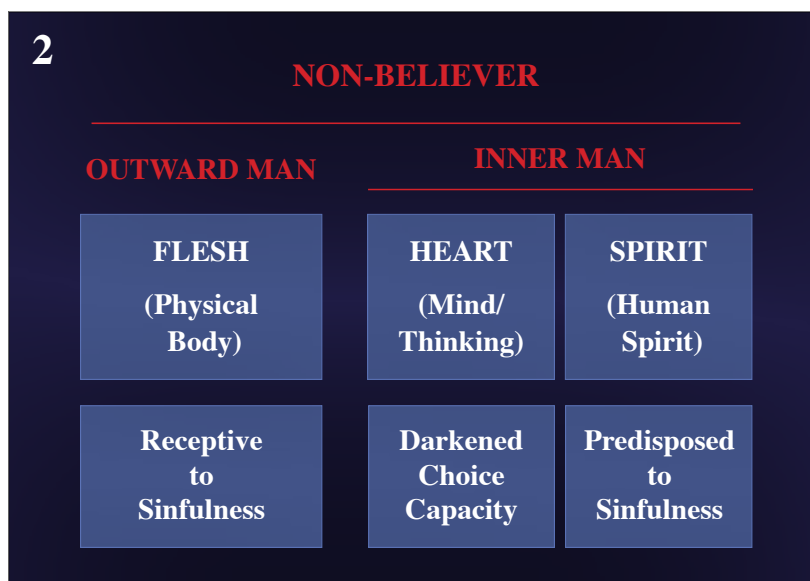 2
NON-BELIEVER
OUTWARD MAN
INNER MAN
FLESH
(Physical
Body)
HEART
(Mind/
Thinking)
SPIRIT
(Human
Spirit)
Receptive
to
Sinfulness
Darkened
Choice
Capacity
Predisposed
to
Sinfulness